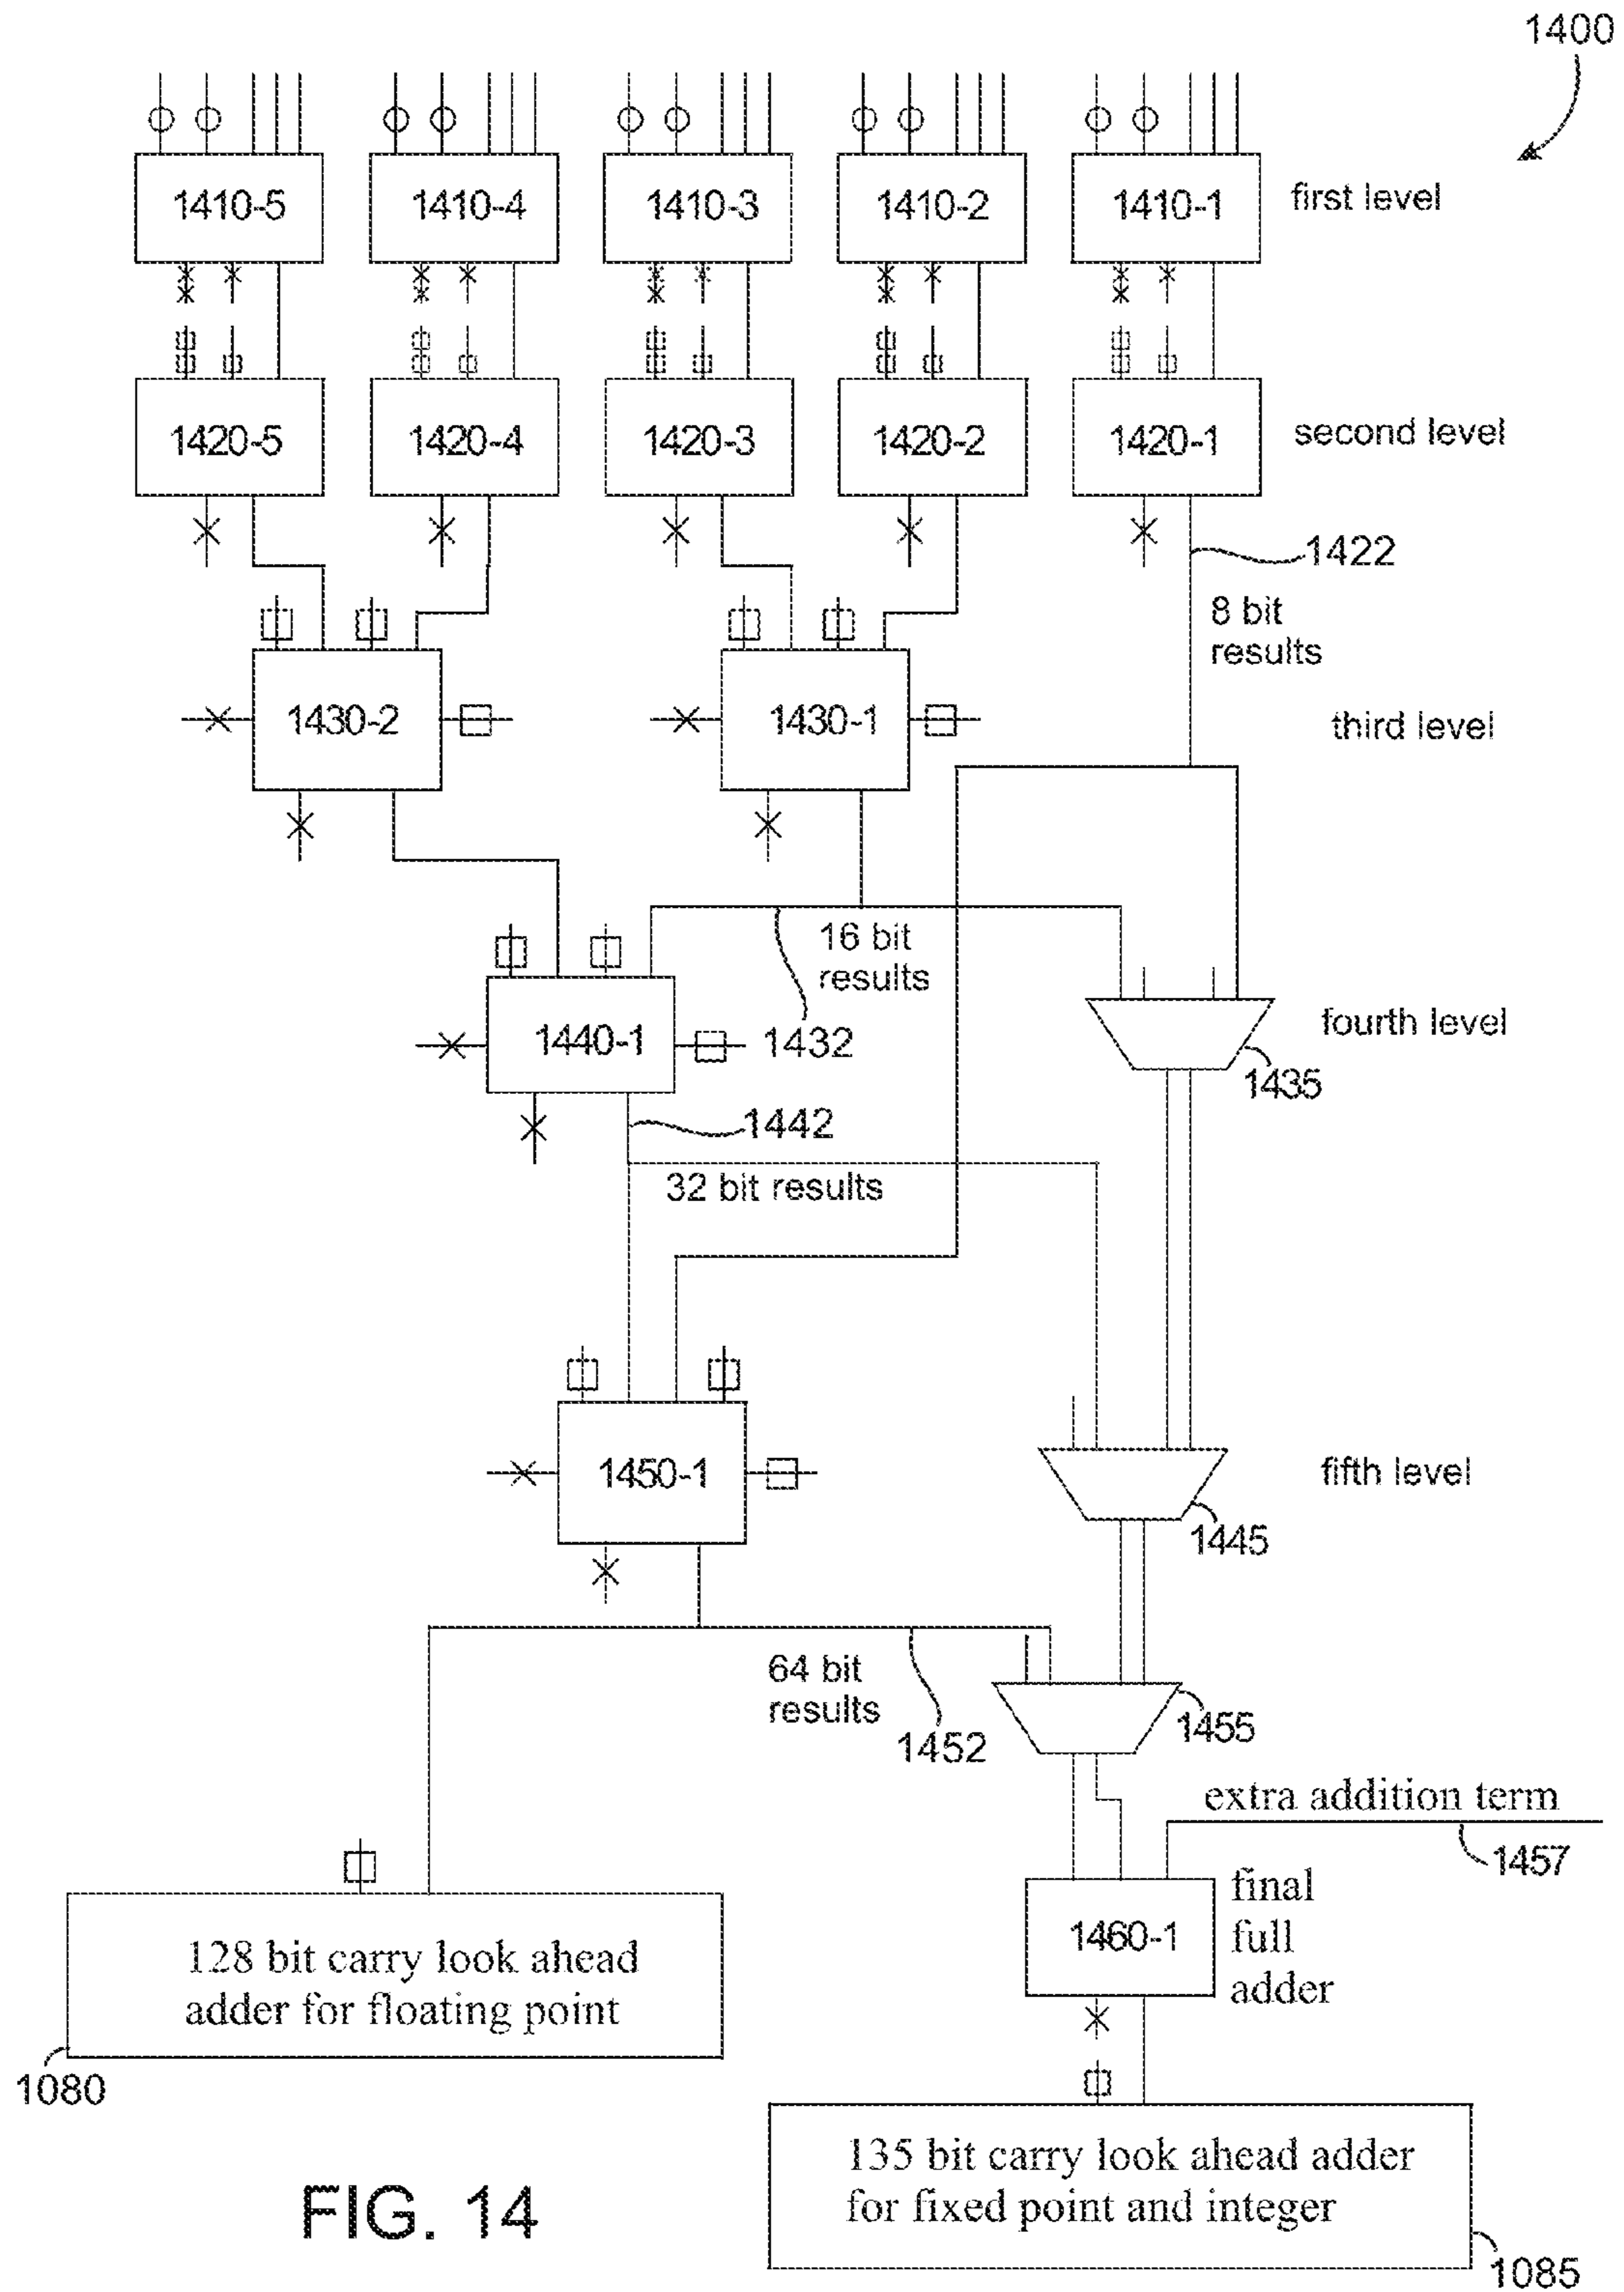 1400
1410-5
1410-4
1410-3
1410-2
1410-1
first level
1420-5
1420-4
1420-3
1420-2
1420-1
second level
1422
8 bit
results
1430-2
1430-1
third level
16 bit
results
1440-1
1432
fourth level
1435
1442
32 bit results
1450-1
fifth level
1445
64 bit
results
1452
1455
extra addition term
1457
final
full
adder
1460-1
128 bit carry look ahead
adder for floating point
1080
135 bit carry look ahead adder
for fixed point and integer
1085
FIG. 14